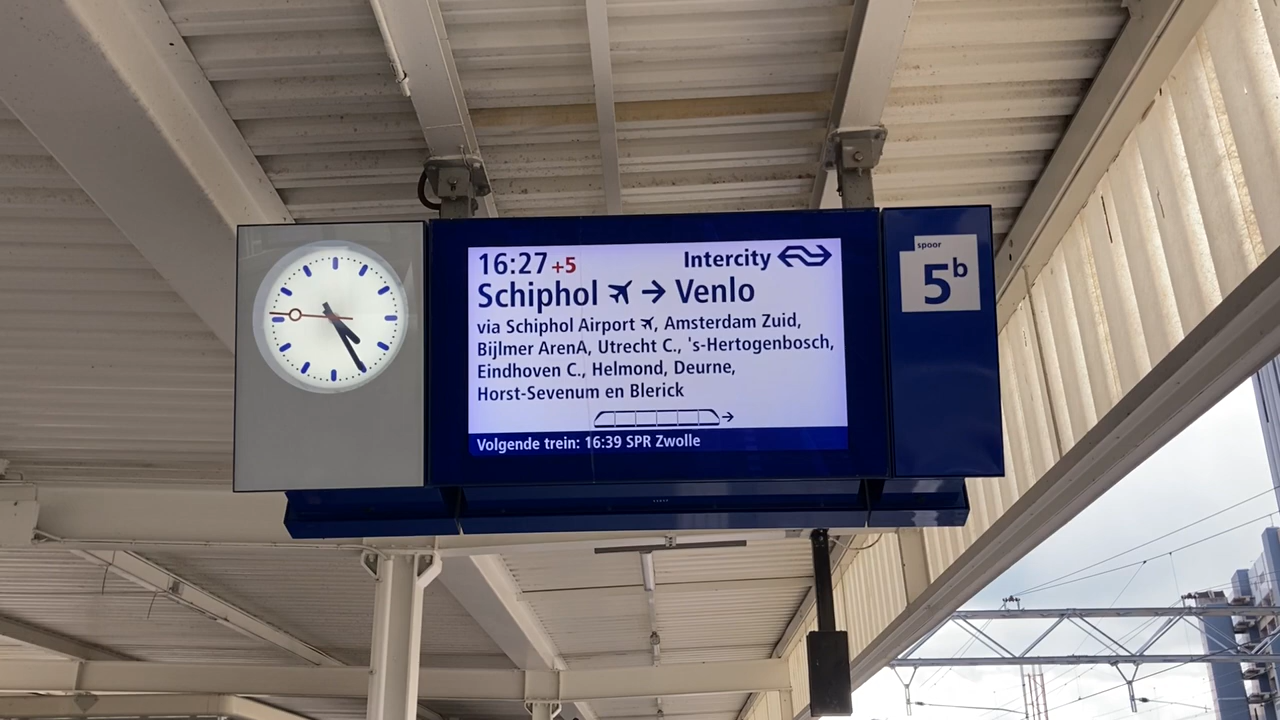 16:27 +5 Intercity
Schiphol → Venlo
via Schiphol Airport, Amsterdam Zuid,
Bijlmer ArenA, Utrecht C., 's-Hertogenbosch,
Eindhoven C., Helmond, Deurne,
Horst-Sevenum en Blerick
Volgende trein: 16:39 SPR Zwolle
spoor
5b